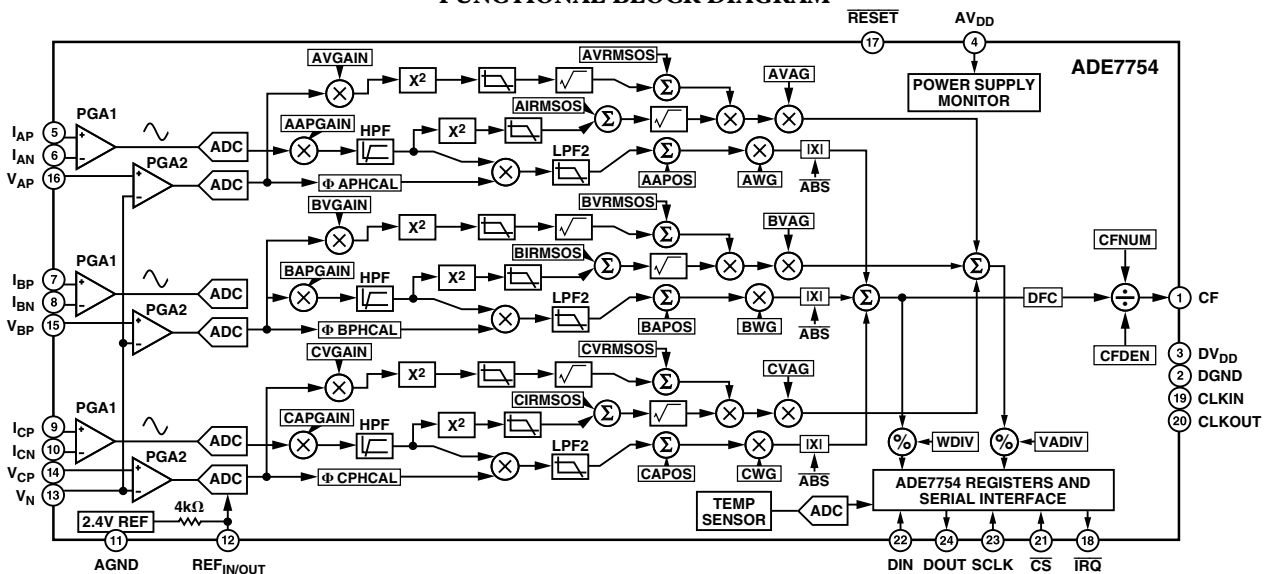 FUNCTIONAL BLOCK DIAGRAM
RESET
AVDD
17
4
ADE7754
POWER SUPPLY
MONITOR
AVGAIN
X2
AVRMSOS
Σ
AVAG
IAP 5
IAN 6
VAP 16
PGA1
PGA2
ADC
ADC
AAPGAIN
HPF
X2
AIRMSOS
Σ
Φ APHCAL
LPF2
Σ
AAPOS
AWG
|X|
ABS
BVGAIN
X2
BVRMSOS
Σ
BVAG
IBP 7
IBN 8
VBP 15
PGA1
PGA2
ADC
ADC
BAPGAIN
HPF
X2
BIRMSOS
Σ
Φ BPHCAL
LPF2
Σ
BAPOS
BWG
|X|
ABS
Σ
Σ
DFC
CFNUM
÷
CFDEN
1 CF
3 DVDD
2 DGND
19 CLKIN
20 CLKOUT
CVGAIN
X2
CVRMSOS
Σ
CVAG
ICP 9
ICN 10
VCP 14
VN 13
PGA1
PGA2
ADC
ADC
CAPGAIN
HPF
X2
CIRMSOS
Σ
Φ CPHCAL
LPF2
Σ
CAPOS
CWG
|X|
ABS
% WDIV
% VADIV
2.4V REF
4kΩ
11
AGND
12
REFIN/OUT
TEMP
SENSOR
ADC
ADE7754 REGISTERS AND
SERIAL INTERFACE
22 24 23 21 18
DIN DOUT SCLK CS IRQ